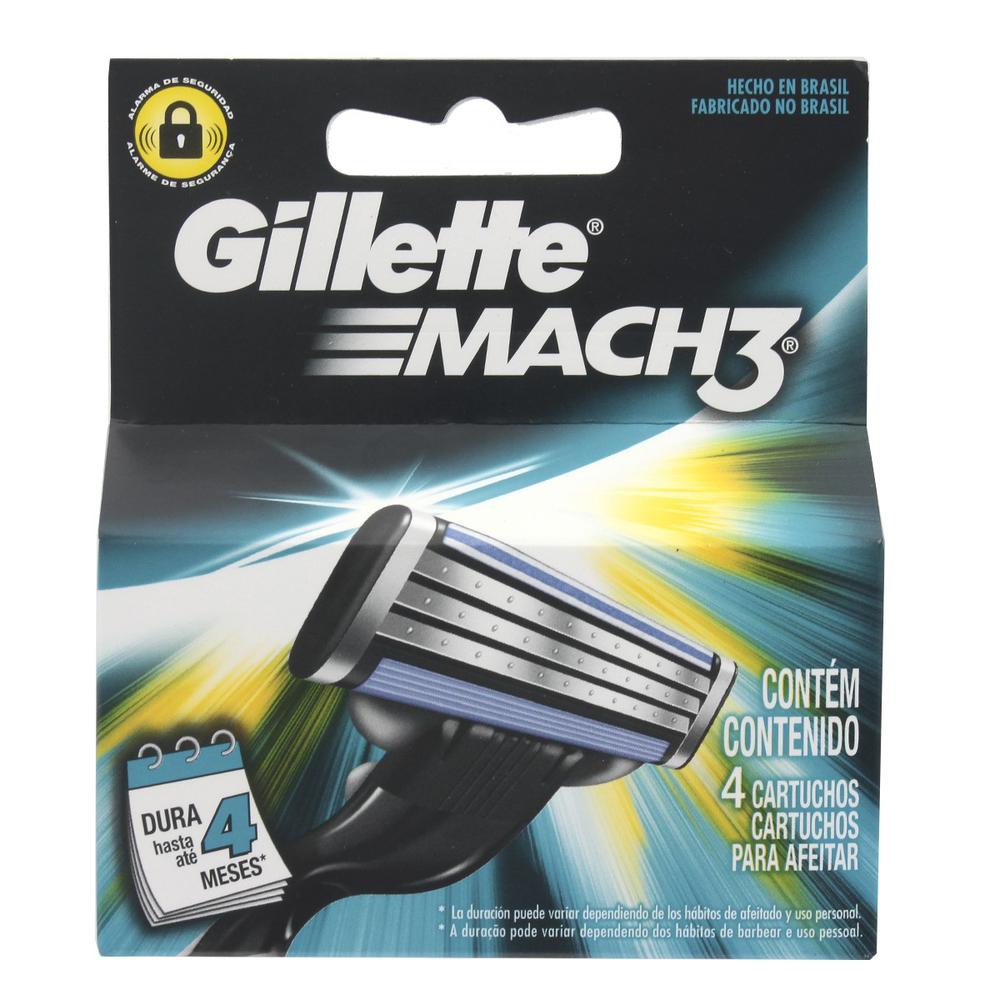 ALARMA DE SEGURIDAD
ALARME DE SEGURANÇA
HECHO EN BRASIL
FABRICADO NO BRASIL
Gillette®
MACH3®
CONTÉM
CONTENIDO
4 CARTUCHOS
CARTUCHOS
PARA AFEITAR
DURA
hasta
até
4
MESES*
* La duración puede variar dependiendo de los hábitos de afeitado y uso personal.
* A duração pode variar dependendo dos hábitos de barbear e uso pessoal.